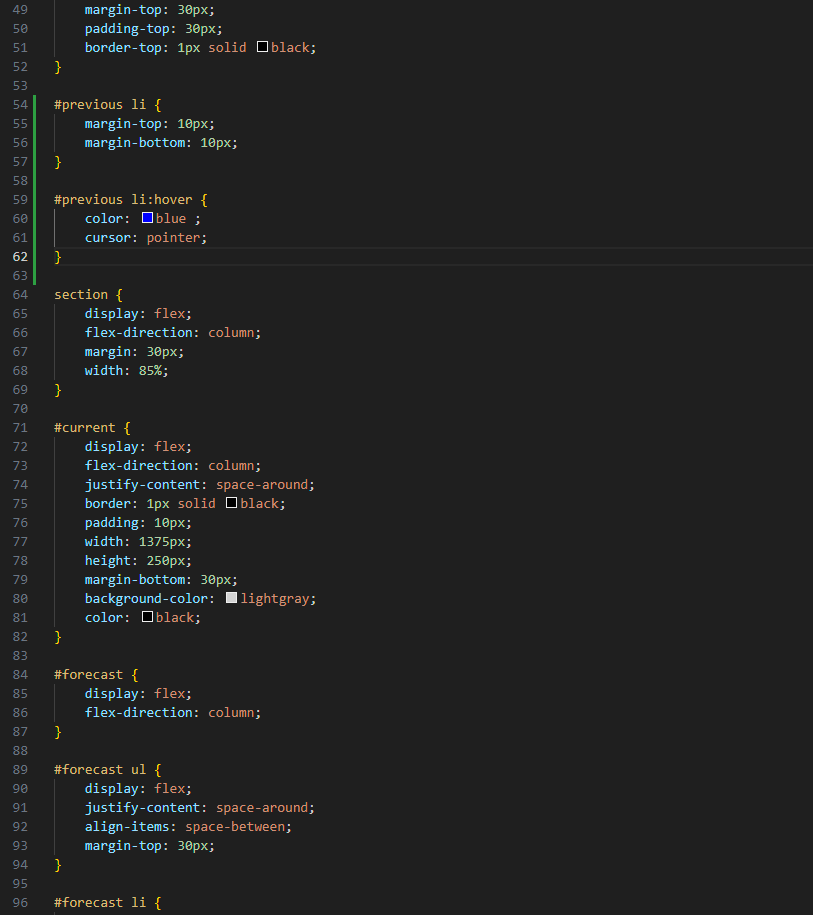 49 margin-top: 30px;
50 padding-top: 30px;
51 border-top: 1px solid black;
52 }
53
54 #previous li {
55 margin-top: 10px;
56 margin-bottom: 10px;
57 }
58
59 #previous li:hover {
60 color: blue ;
61 cursor: pointer;
62 }
63
64 section {
65 display: flex;
66 flex-direction: column;
67 margin: 30px;
68 width: 85%;
69 }
70
71 #current {
72 display: flex;
73 flex-direction: column;
74 justify-content: space-around;
75 border: 1px solid black;
76 padding: 10px;
77 width: 1375px;
78 height: 250px;
79 margin-bottom: 30px;
80 background-color: lightgray;
81 color: black;
82 }
83
84 #forecast {
85 display: flex;
86 flex-direction: column;
87 }
88
89 #forecast ul {
90 display: flex;
91 justify-content: space-around;
92 align-items: space-between;
93 margin-top: 30px;
94 }
95
96 #forecast li {